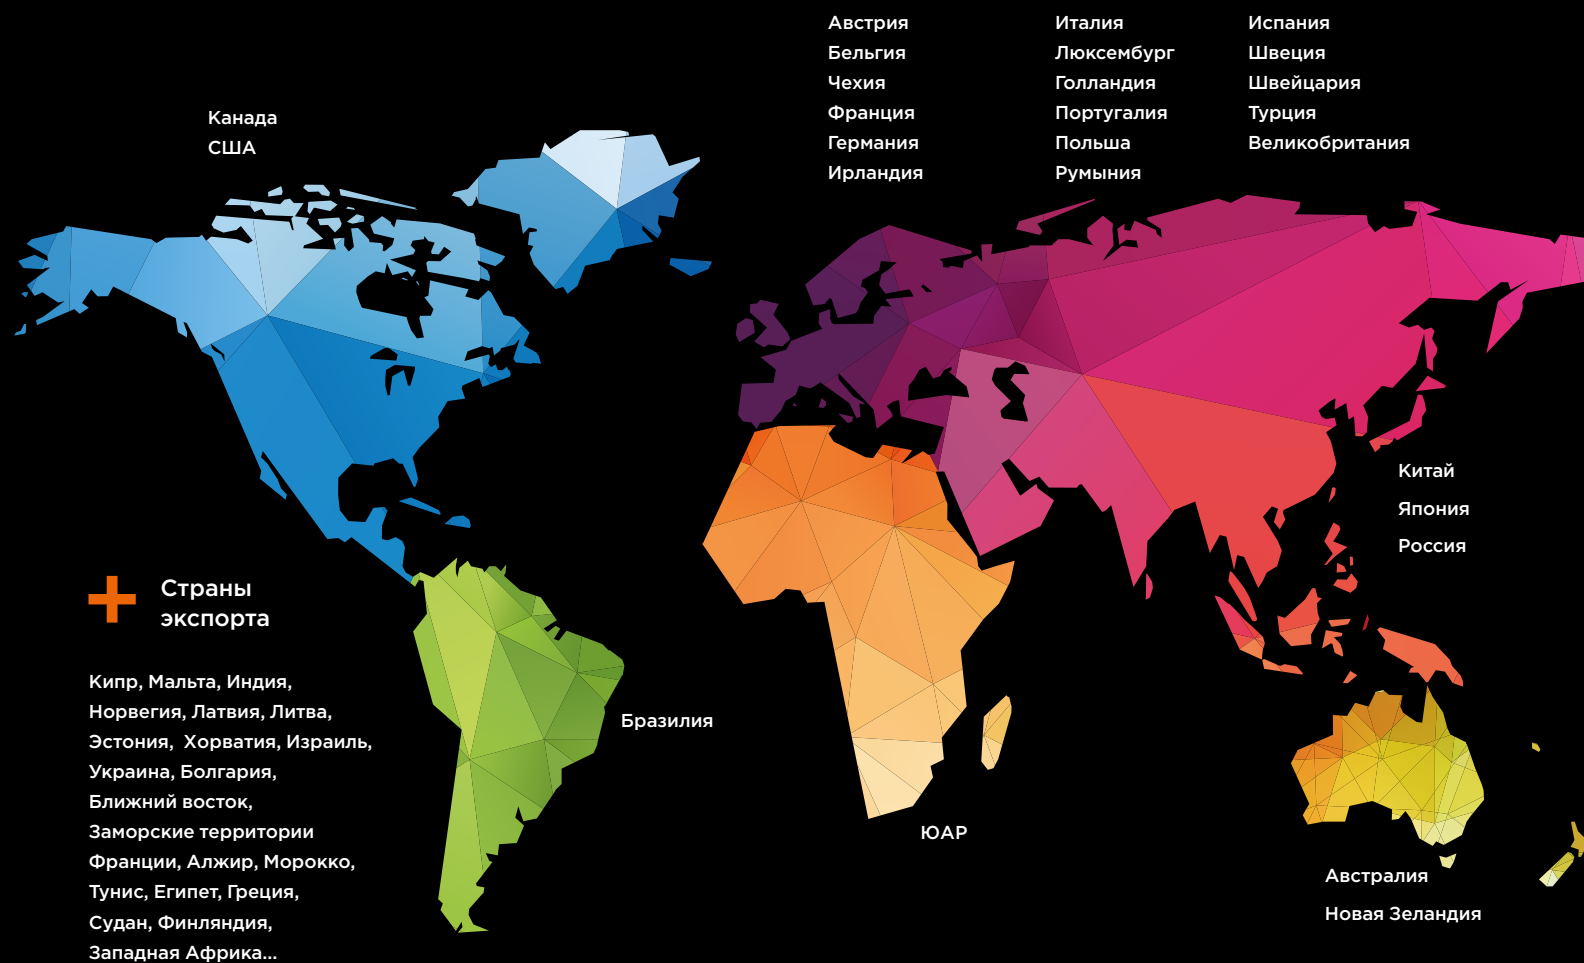 Канада
США
Австрия
Бельгия
Чехия
Франция
Германия
Ирландия
Италия
Люксембург
Голландия
Португалия
Польша
Румыния
Испания
Швеция
Швейцария
Турция
Великобритания
Китай
Япония
Россия
Страны
экспорта
Кипр, Мальта, Индия,
Норвегия, Латвия, Литва,
Эстония, Хорватия, Израиль,
Украина, Болгария,
Ближний восток,
Заморские территории
Франции, Алжир, Морокко,
Тунис, Египет, Греция,
Судан, Финляндия,
Западная Африка...
Бразилия
ЮАР
Австралия
Новая Зеландия